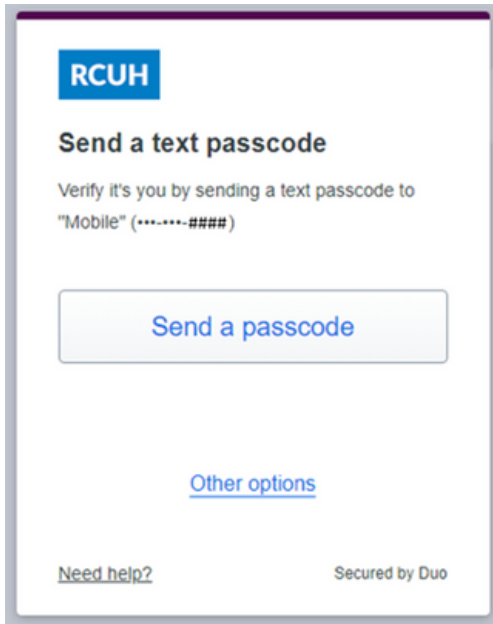 RCUH
Send a text passcode
Verify it's you by sending a text passcode to
"Mobile" (•••-•••-####)
Send a passcode
Other options
Need help?
Secured by Duo